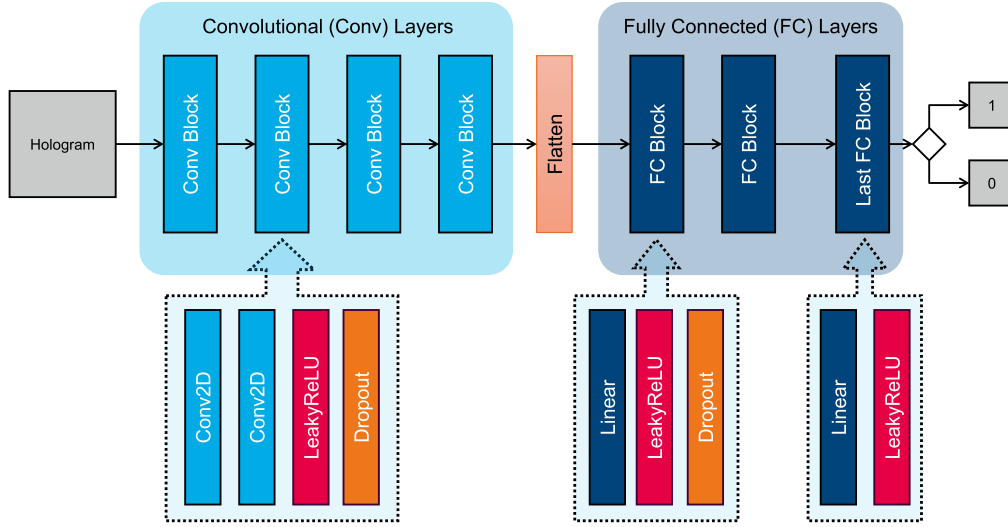 Convolutional (Conv) Layers
Fully Connected (FC) Layers
Hologram
Conv Block
Conv Block
Conv Block
Conv Block
Flatten
FC Block
FC Block
Last FC Block
1
0
Conv2D
Conv2D
LeakyReLU
Dropout
Linear
LeakyReLU
Dropout
Linear
LeakyReLU